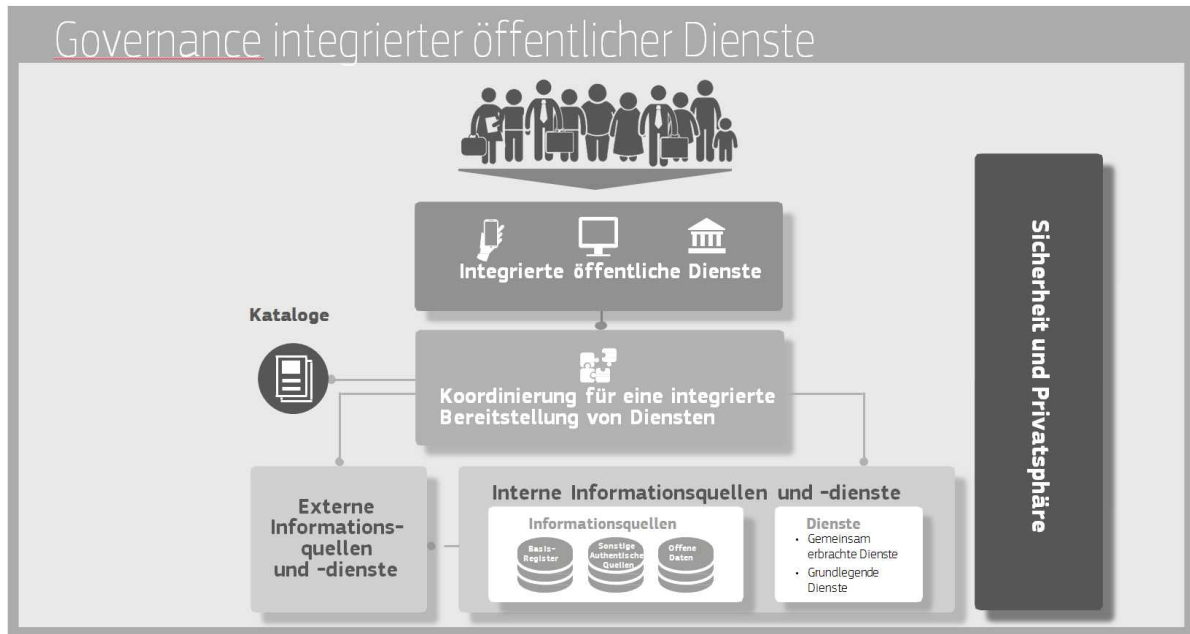 Governance integrierter öffentlicher Dienste
Integrierte öffentliche Dienste
Kataloge
Koordinierung für eine integrierte
Bereitstellung von Diensten
Externe
Informations-
quellen
und -dienste
Interne Informationsquellen und -dienste
Informationsquellen
Basis-
Register
Sonstige
Authentische
Quellen
Offene
Daten
Dienste
• Gemeinsam
erbrachte Dienste
• Grundlegende
Dienste
Sicherheit und Privatsphäre